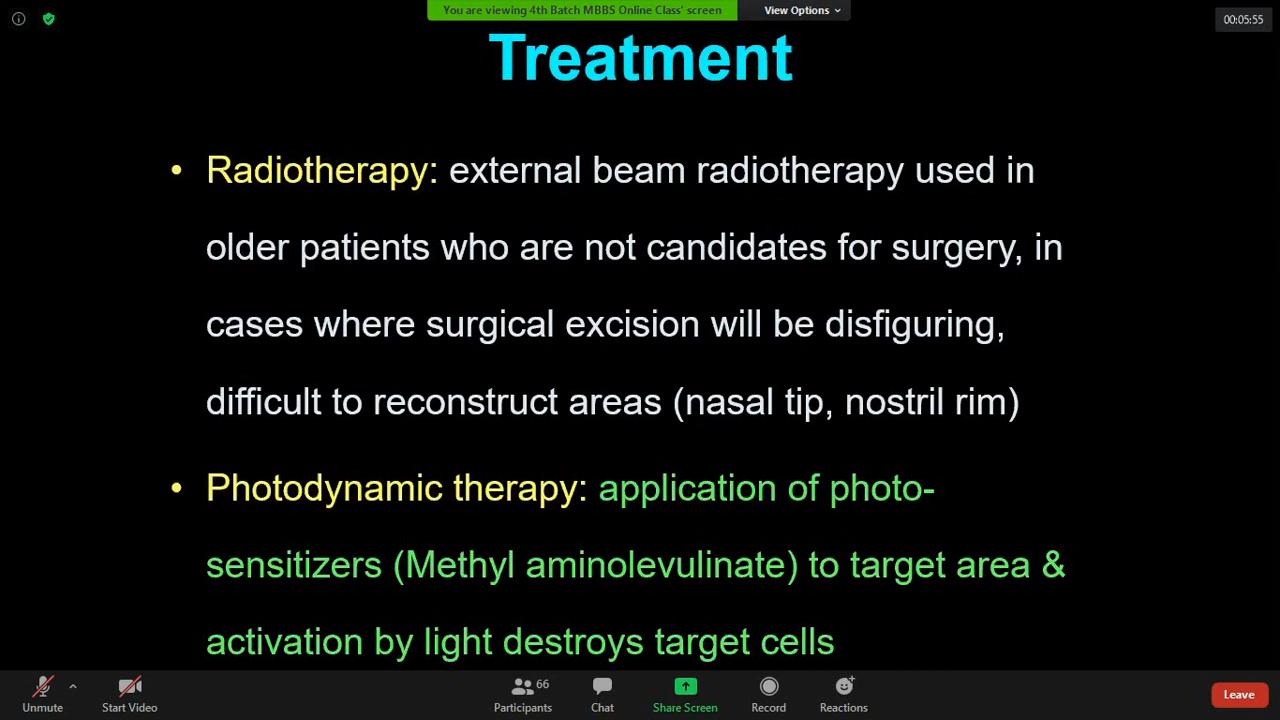 You are viewing 4th Batch MBBS Online Class' screen
View Options
00:05:55
Treatment
• Radiotherapy: external beam radiotherapy used in
older patients who are not candidates for surgery, in
cases where surgical excision will be disfiguring,
difficult to reconstruct areas (nasal tip, nostril rim)
• Photodynamic therapy: application of photo-
sensitizers (Methyl aminolevulinate) to target area &
activation by light destroys target cells
Unmute
Start Video
66
Participants
Chat
Share Screen
Record
Reactions
Leave